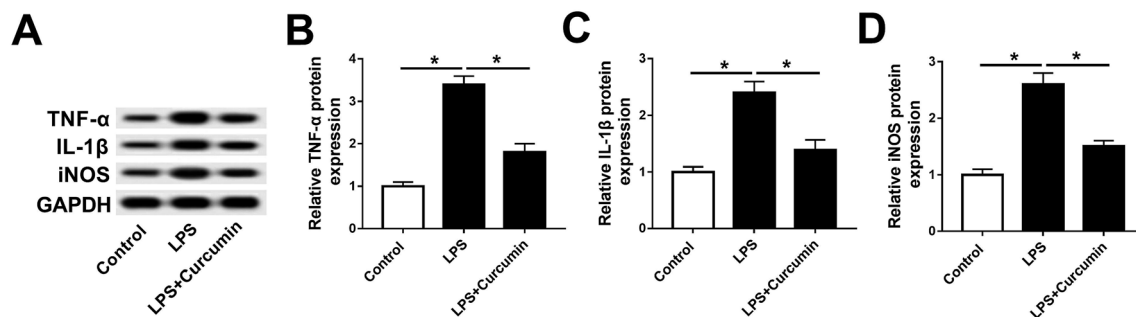 A
TNF-α
IL-1β
iNOS
GAPDH
Control
LPS
LPS+Curcumin
B
Relative TNF-α protein
expression
4
3
2
1
0
* *
Control
LPS
LPS+Curcumin
C
Relative IL-1β protein
expression
3
2
1
0
* *
Control
LPS
LPS+Curcumin
D
Relative iNOS protein
expression
3
2
1
0
* *
Control
LPS
LPS+Curcumin